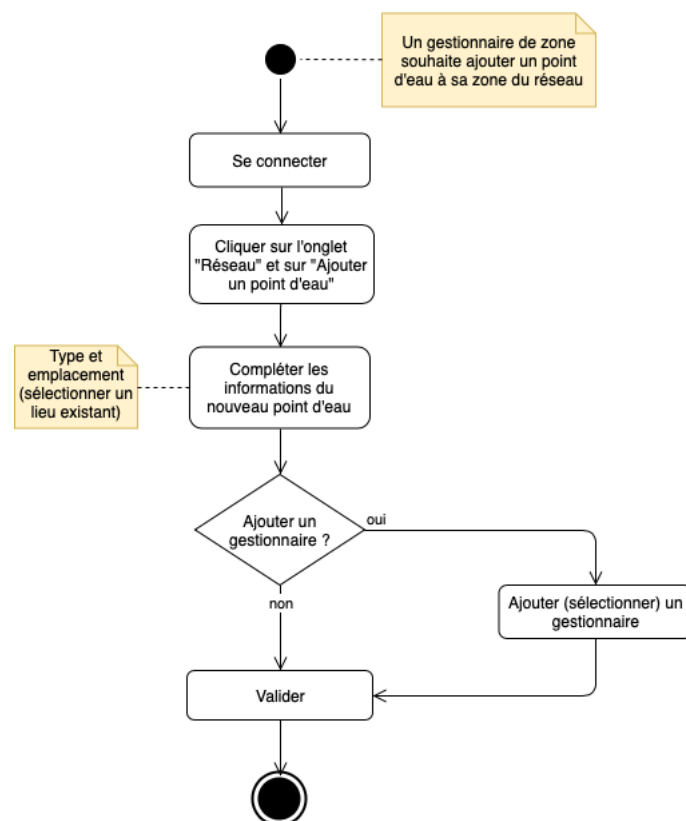 Un gestionnaire de zone
souhaite ajouter un point
d'eau à sa zone du réseau
Se connecter
Cliquer sur l'onglet
"Réseau" et sur "Ajouter
un point d'eau"
Type et
emplacement
(sélectionner un
lieu existant)
Compléter les
informations du
nouveau point d'eau
Ajouter un
gestionnaire ?
oui
non
Ajouter (sélectionner) un
gestionnaire
Valider